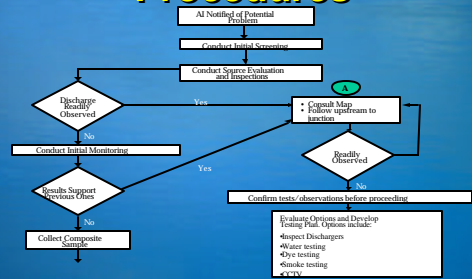 Procedures
AI Notified of Potential
Problem
Conduct Initial Screening
Conduct Source Evaluation
and Inspections
Discharge
Readily
Observed
Yes
No
Conduct Initial Monitoring
Results Support
Previous Ones
Yes
No
Collect Composite
Sample
A
• Consult Map
• Follow upstream to
junction
Readily
Observed
No
Confirm tests/observations before proceeding
Evaluate Options and Develop
Testing Plan. Options include:
•Inspect Dischargers
•Water testing
•Dye testing
•Smoke testing
•CCTV